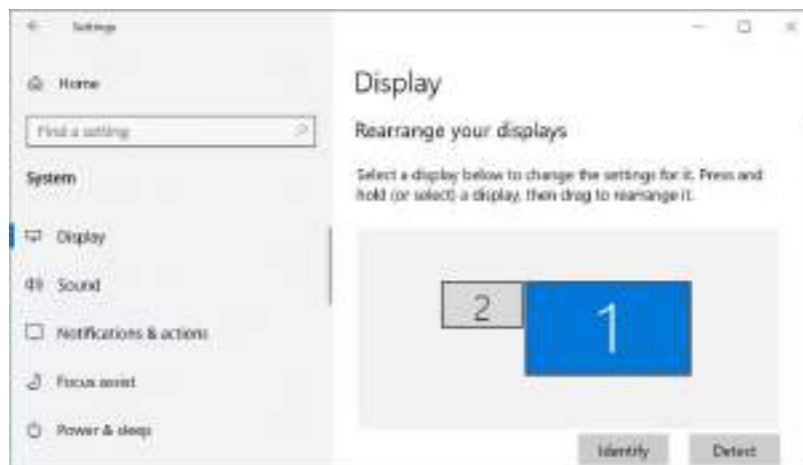 Settings
Home
Find a setting
System
Display
Sound
Notifications & actions
Focus assist
Power & sleep
Display
Rearrange your displays
Select a display below to change the settings for it. Press and
hold (or select) a display, then drag to rearrange it.
2
1
Identify
Detect